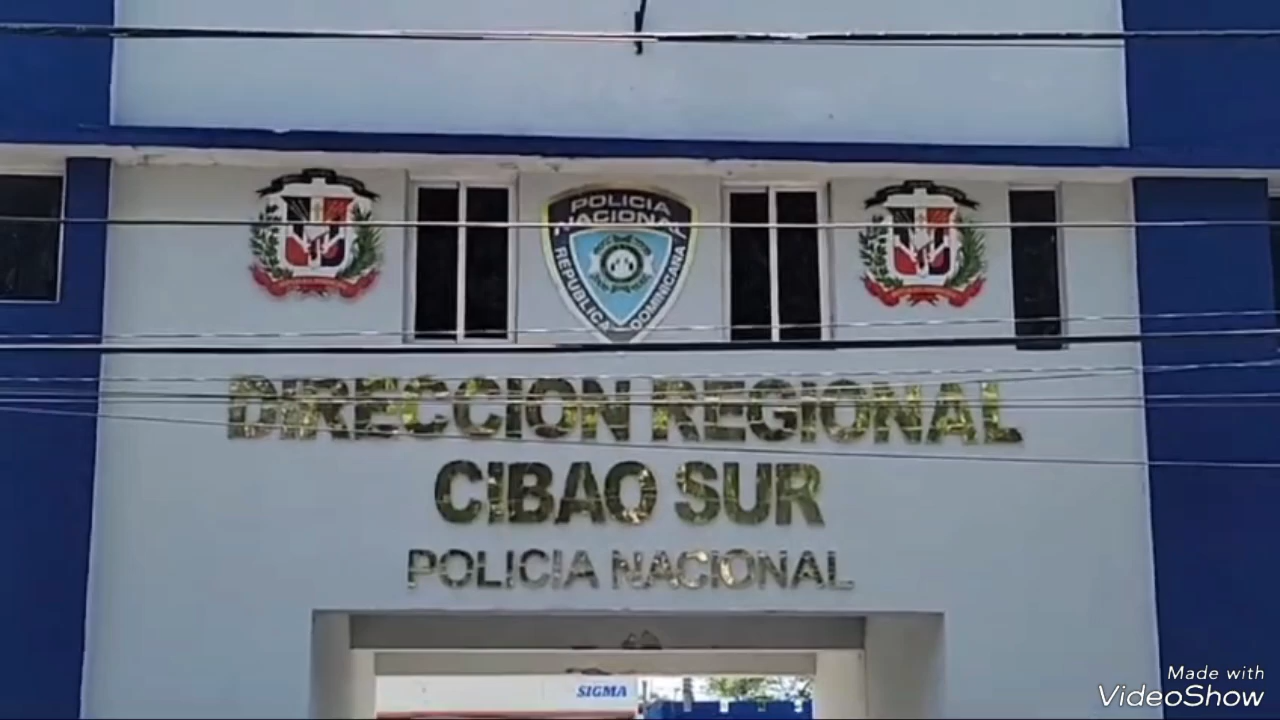 POLICIA
NACIONAL
REPUBLICA DOMINICANA
DIRECCION REGIONAL
CIBAO SUR
POLICIA NACIONAL
SIGMA
Made with
VideoShow